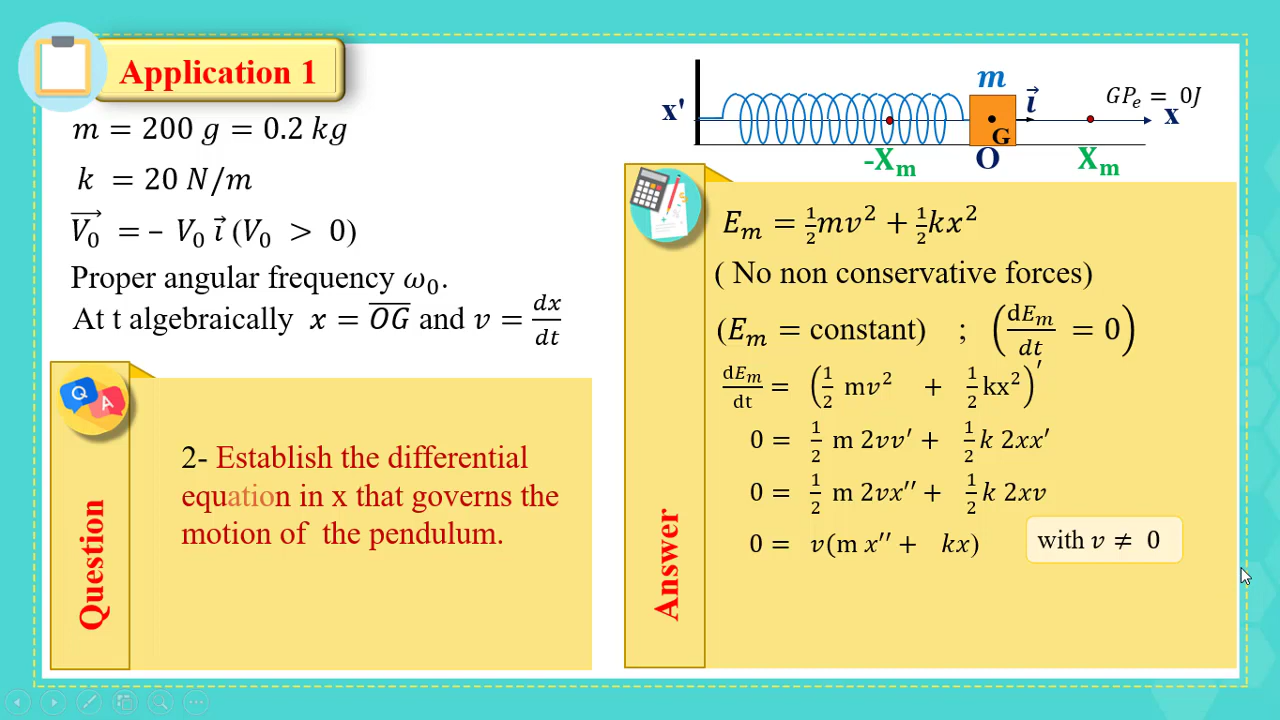 Application 1
m = 200 g = 0.2 kg
k = 20 N/m
V₀⃗ = – V₀ i⃗ (V₀ > 0)
Proper angular frequency ω₀.
At t algebraically x = O͞G͞ and v = dx/dt
x'
m
i⃗
GPₑ = 0J
x
G
-Xₘ
O
Xₘ
Question
2- Establish the differential
equation in x that governs the
motion of the pendulum.
Answer
Eₘ = ½mv² + ½kx²
( No non conservative forces)
(Eₘ = constant) ; (dEₘ/dt = 0)
dEₘ/dt = (½ mv² + ½ kx²)′
0 = ½ m 2vv′ + ½ k 2xx′
0 = ½ m 2vx′′ + ½ k 2xv
0 = v(m x′′ + kx)
with v ≠ 0
Q
A